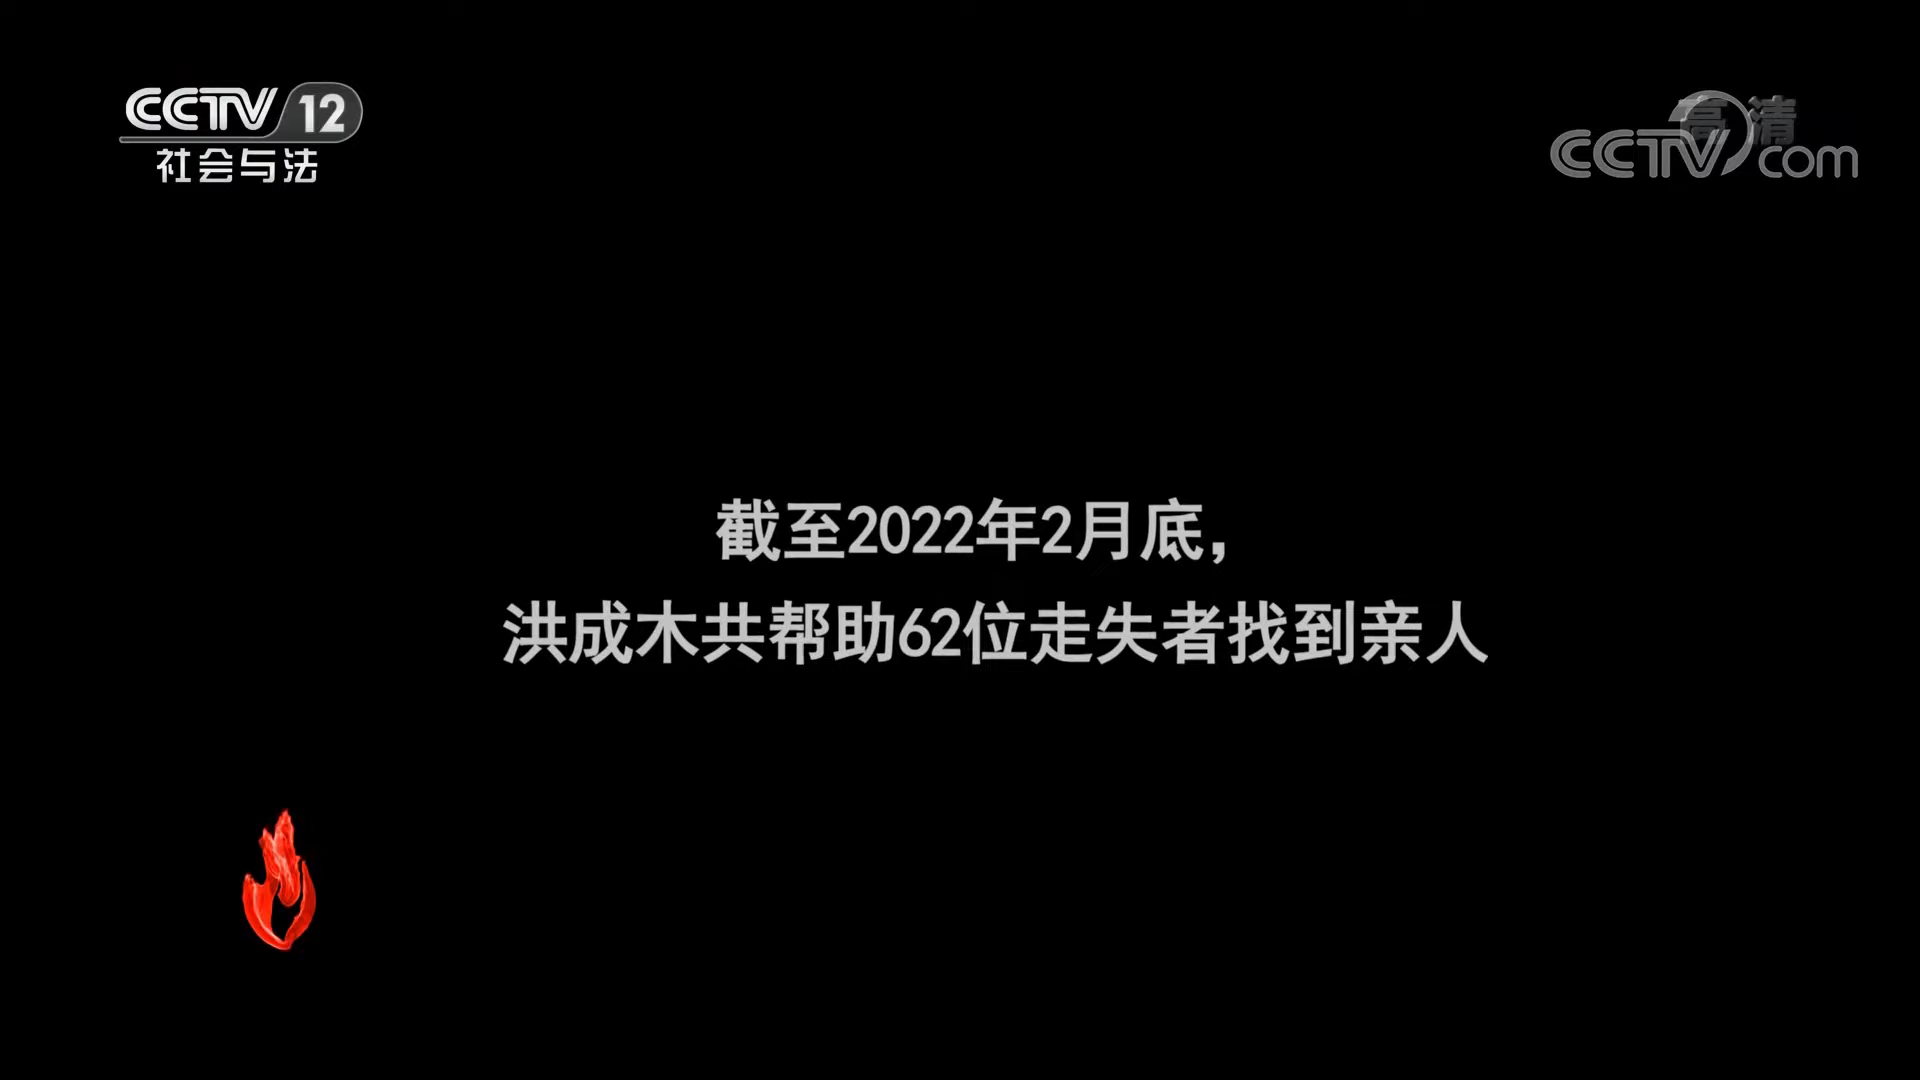 CCTV 12
社会与法
高清
CCTV com
截至2022年2月底，
洪成木共帮助62位走失者找到亲人